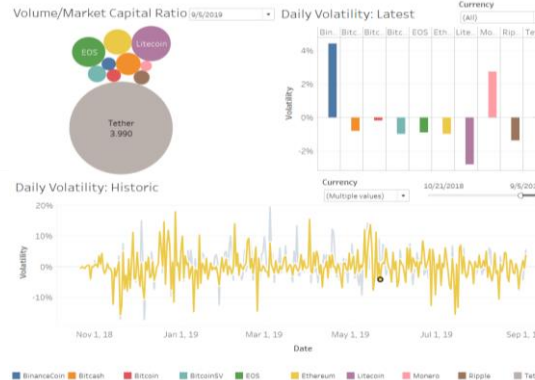 Volume/Market Capital Ratio 9/5/2019
EOS
Litecoin
Tether
3.990
Daily Volatility: Latest
Currency
(All)
Bin.. Bitc.. Bitc.. Bitc.. EOS Eth.. Lite.. Mo.. Rip.. Tet
4%
2%
0%
-2%
Volatility
Daily Volatility: Historic
Currency
(Multiple values)
10/21/2018
9/5/20
20%
10%
0%
-10%
Volatility
Nov 1, 18 Jan 1, 19 Mar 1, 19 May 1, 19 Jul 1, 19 Sep 1,
Date
BinanceCoin Bitcash Bitcoin BitcoinSV EOS Ethereum Litecoin Monero Ripple Tet